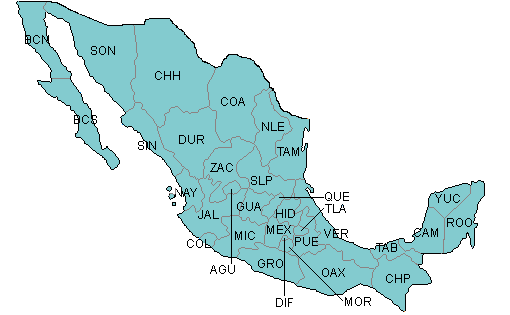 BCN
SON
CHH
COA
BCS
NLE
SIN
DUR
TAM
ZAC
SLP
NAY
QUE
GUA
TLA
JAL
HID
ROO
YUC
MEX
VER
CAM
COL
MIC
PUE
TAB
AGU
GRO
OAX
CHP
DIF
MOR